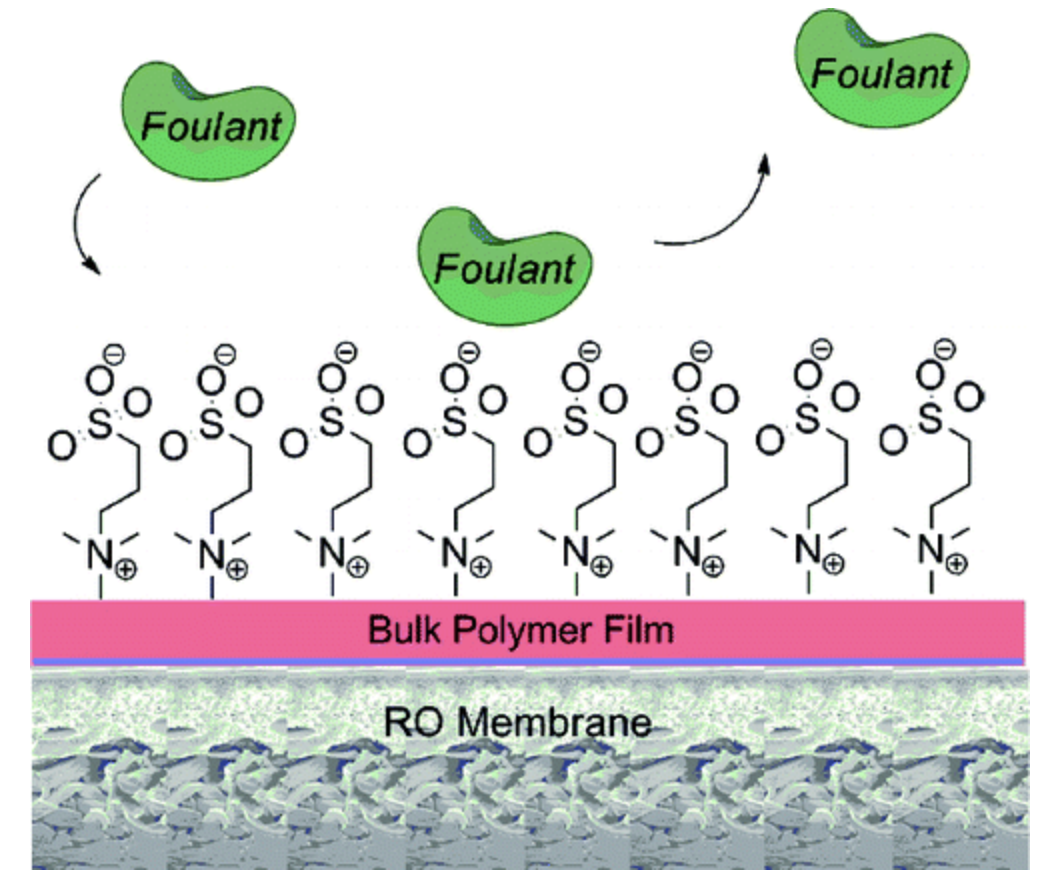 Foulant
Foulant
Foulant
⊖ ⊖ ⊖ ⊖ ⊖ ⊖ ⊖ ⊖
O O O O O O O O
O S O O S O O S O O S O O S O O S O O S O O S O
N⊕ N⊕ N⊕ N⊕ N⊕ N⊕ N⊕ N⊕
Bulk Polymer Film
RO Membrane